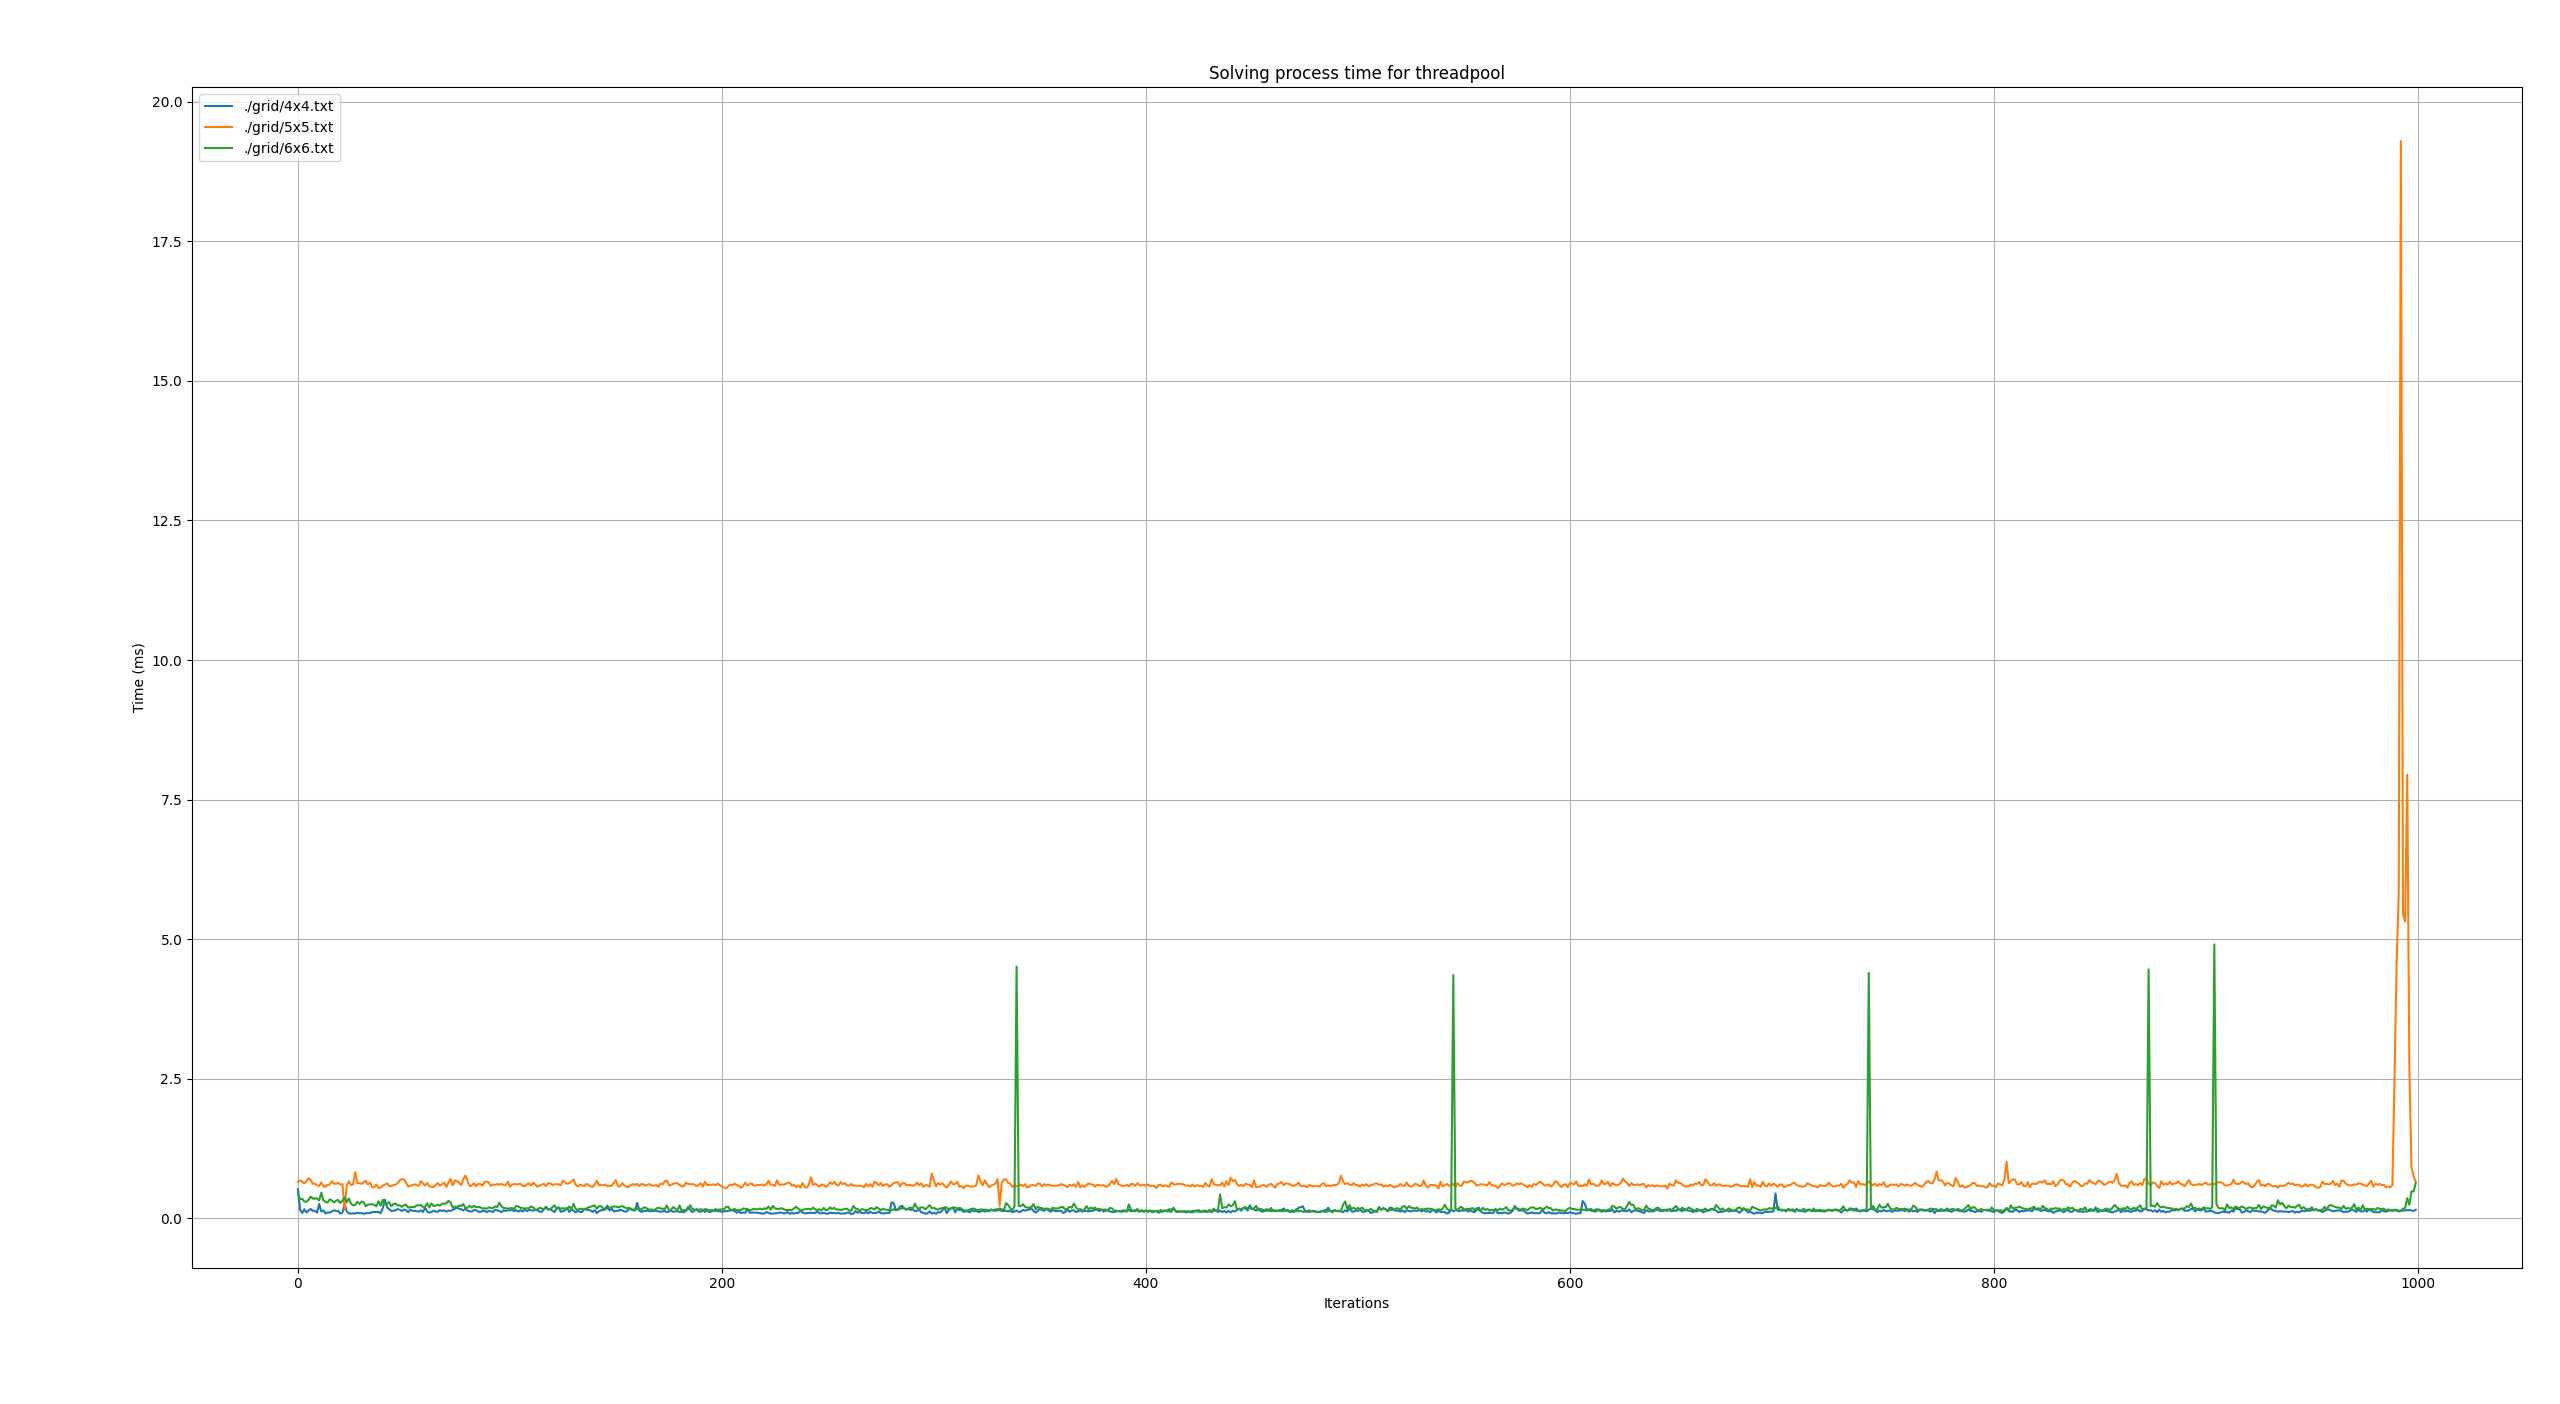 Solving process time for threadpool
./grid/4x4.txt
./grid/5x5.txt
./grid/6x6.txt
20.0
17.5
15.0
12.5
10.0
7.5
5.0
2.5
0.0
Time (ms)
0 200 400 600 800 1000
Iterations